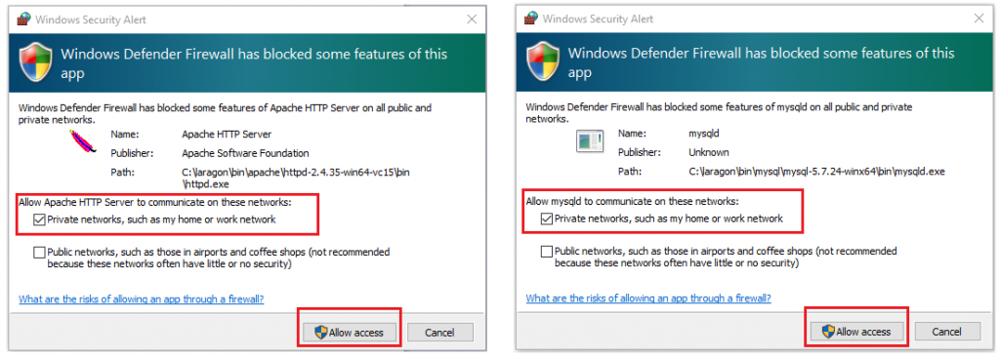 Windows Security Alert
Windows Defender Firewall has blocked some features of this
app
Windows Defender Firewall has blocked some features of Apache HTTP Server on all public and
private networks.
Name: Apache HTTP Server
Publisher: Apache Software Foundation
Path: C:\laragon\bin\apache\httpd-2.4.35-win64-vc15\bin
\httpd.exe
Allow Apache HTTP Server to communicate on these networks:
Private networks, such as my home or work network
Public networks, such as those in airports and coffee shops (not recommended
because these networks often have little or no security)
What are the risks of allowing an app through a firewall?
Allow access
Cancel
Windows Security Alert
Windows Defender Firewall has blocked some features of this
app
Windows Defender Firewall has blocked some features of mysqld on all public and private
networks.
Name: mysqld
Publisher: Unknown
Path: C:\laragon\bin\mysql\mysql-5.7.24-winx64\bin\mysqld.exe
Allow mysqld to communicate on these networks:
Private networks, such as my home or work network
Public networks, such as those in airports and coffee shops (not recommended
because these networks often have little or no security)
What are the risks of allowing an app through a firewall?
Allow access
Cancel